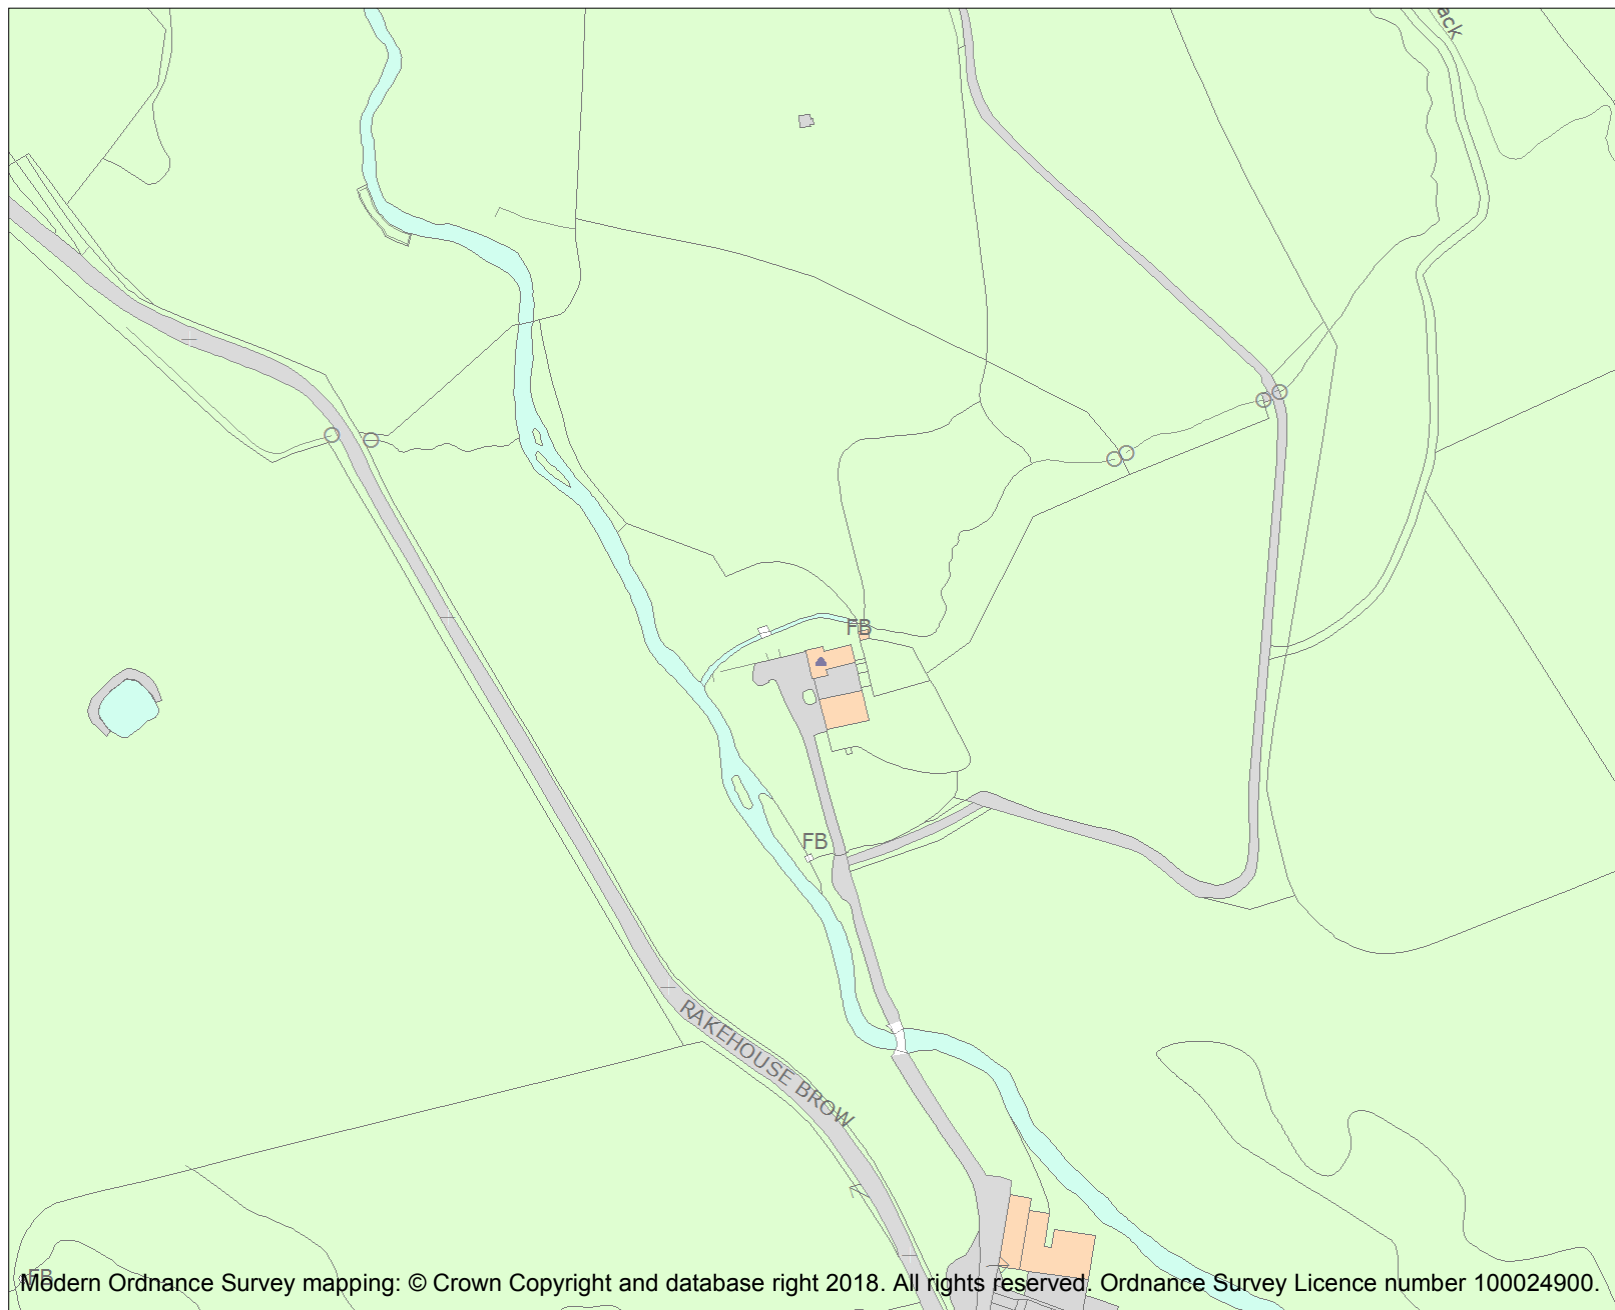 ack
FB
FB
RAKEHOUSE BROW
FB
Modern Ordnance Survey mapping: © Crown Copyright and database right 2018. All rights reserved. Ordnance Survey Licence number 100024900.